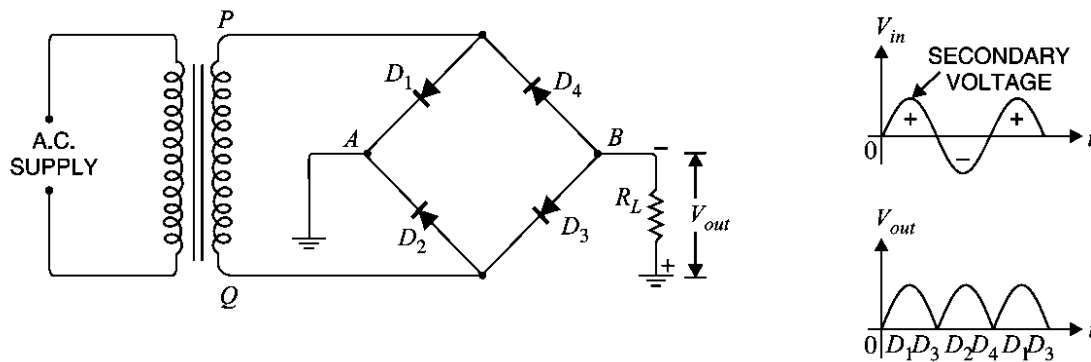 P
D1
D4
A.C.
SUPPLY
A
B
−
RL
Vout
D2
D3
+
Q
Vin
SECONDARY
VOLTAGE
+
+
−
0
t
Vout
0
D1D3
D2D4
D1D3
t